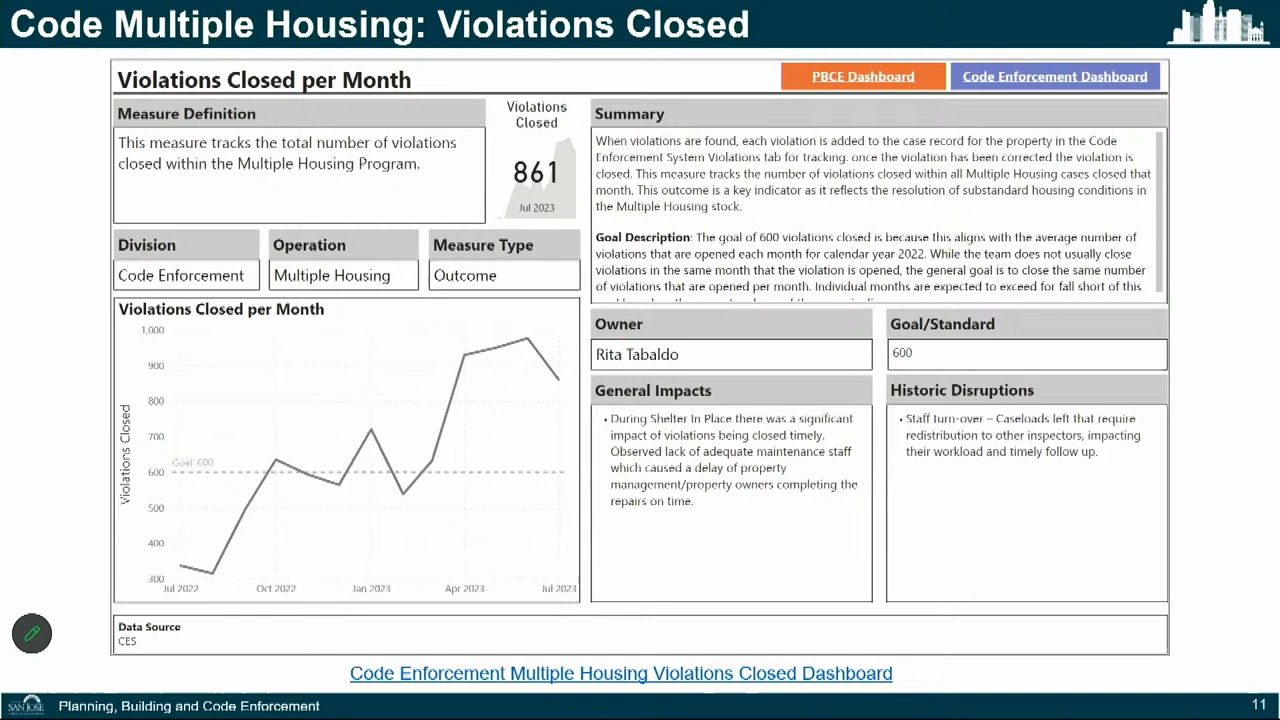 Code Multiple Housing: Violations Closed
Violations Closed per Month
PBCE Dashboard
Code Enforcement Dashboard
Measure Definition
This measure tracks the total number of violations
closed within the Multiple Housing Program.
Violations
Closed
861
Jul 2023
Summary
When violations are found, each violation is added to the case record for the property in the Code
Enforcement System Violations tab for tracking. once the violation has been corrected the violation is
closed. This measure tracks the number of violations closed within all Multiple Housing cases closed that
month. This outcome is a key indicator as it reflects the resolution of substandard housing conditions in
the Multiple Housing stock.
Goal Description: The goal of 600 violations closed is because this aligns with the average number of
violations that are opened each month for calendar year 2022. While the team does not usually close
violations in the same month that the violation is opened, the general goal is to close the same number
of violations that are opened per month. Individual months are expected to exceed for fall short of this
Division
Code Enforcement
Operation
Multiple Housing
Measure Type
Outcome
Violations Closed per Month
Violations Closed
1,000
900
800
700
600
500
400
300
Goal: 600
Jul 2022
Oct 2022
Jan 2023
Apr 2023
Jul 2023
Owner
Rita Tabaldo
Goal/Standard
600
General Impacts
• During Shelter In Place there was a significant
impact of violations being closed timely.
Observed lack of adequate maintenance staff
which caused a delay of property
management/property owners completing the
repairs on time.
Historic Disruptions
• Staff turn-over – Caseloads left that require
redistribution to other inspectors, impacting
their workload and timely follow up.
Data Source
CES
Code Enforcement Multiple Housing Violations Closed Dashboard
SAN JOSE
Planning, Building and Code Enforcement
11